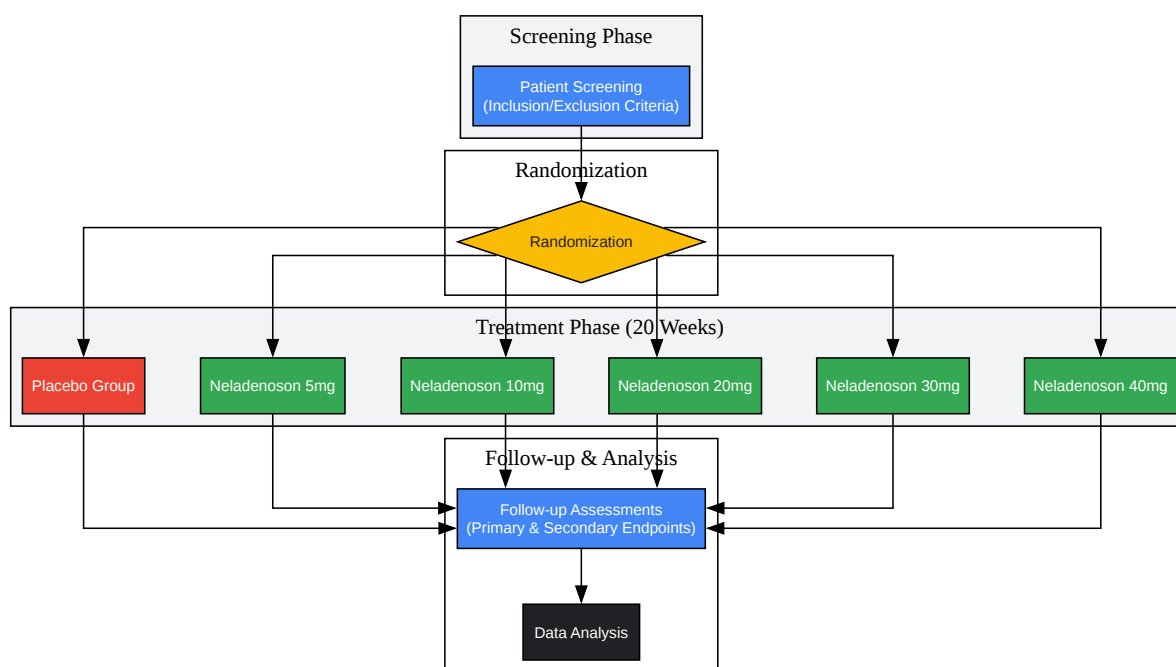 Screening Phase
Patient Screening
(Inclusion/Exclusion Criteria)
Randomization
Randomization
Treatment Phase (20 Weeks)
Placebo Group
Neladenoson 5mg
Neladenoson 10mg
Neladenoson 20mg
Neladenoson 30mg
Neladenoson 40mg
Follow-up & Analysis
Follow-up Assessments
(Primary & Secondary Endpoints)
Data Analysis